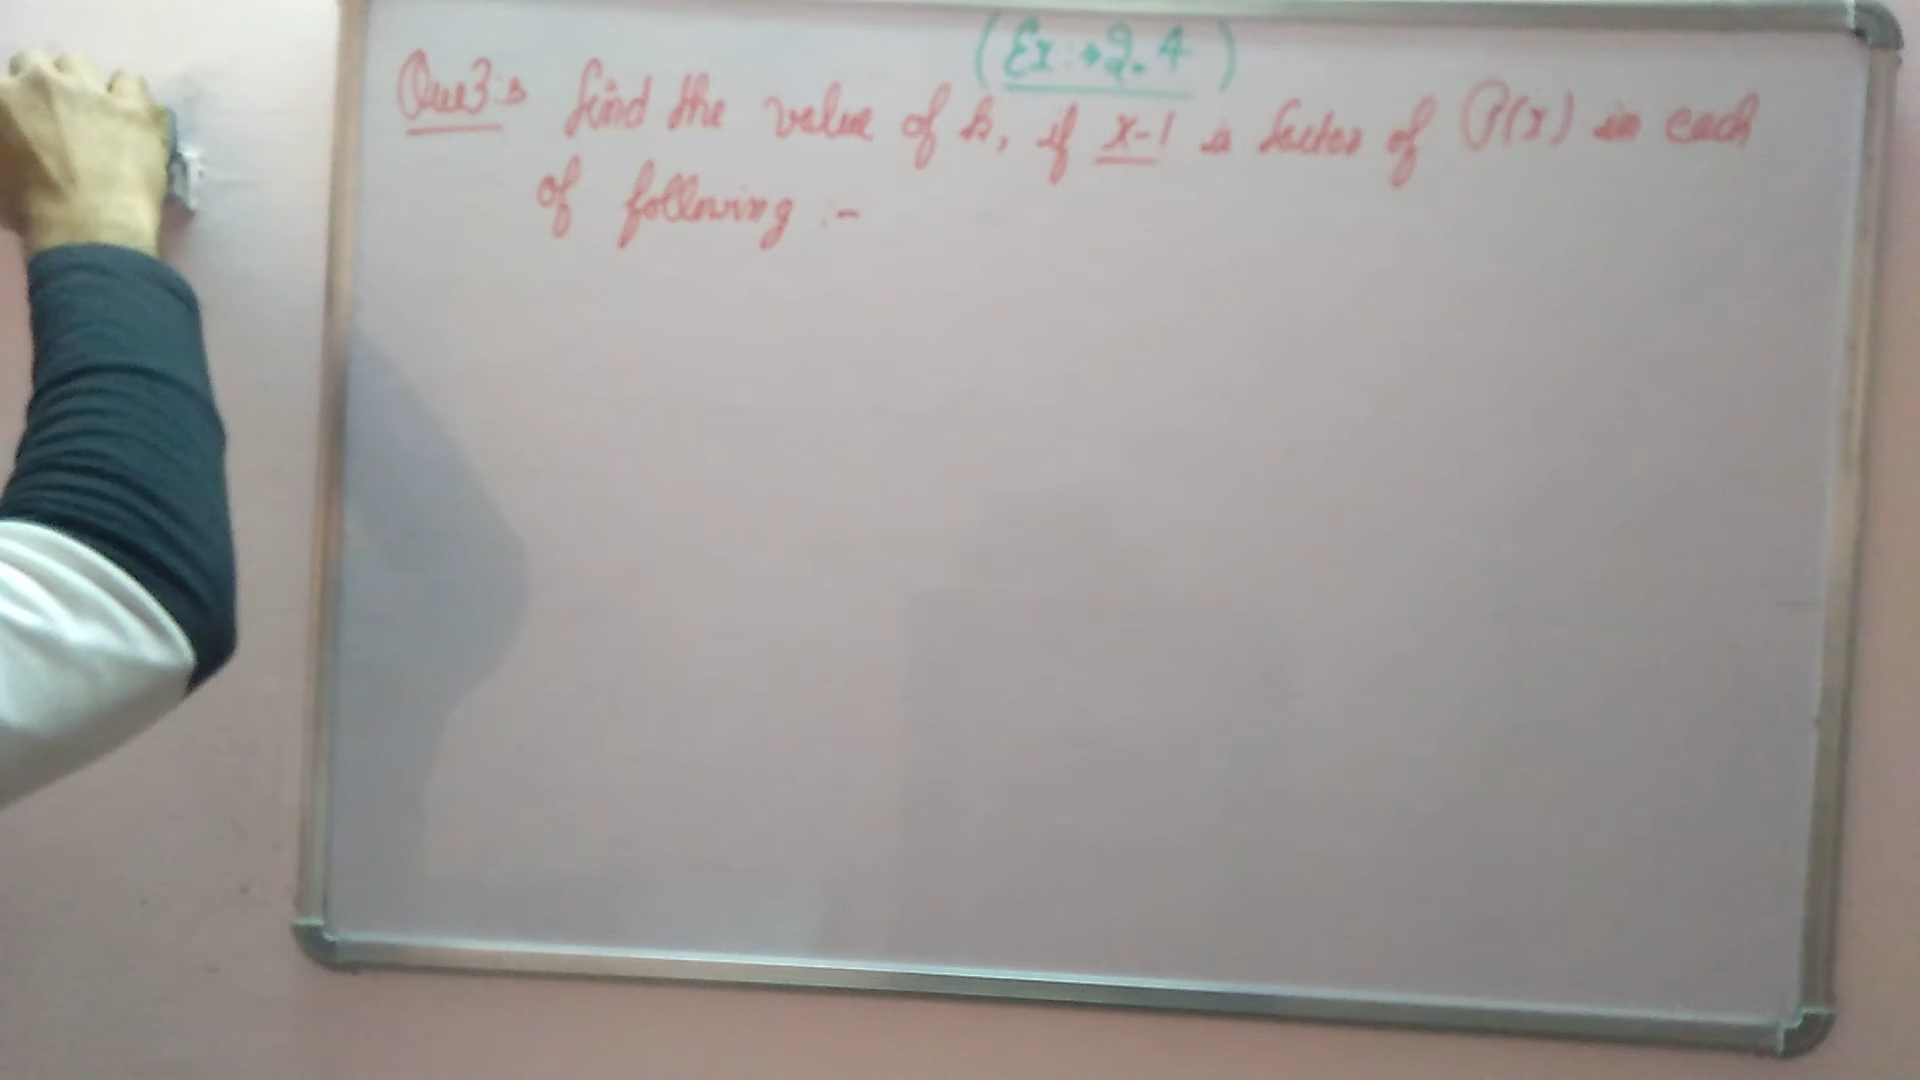 (Ex :→ 2.4)
Que3:→ find the value of k, if x-1 is factor of P(x) in each
of following :-